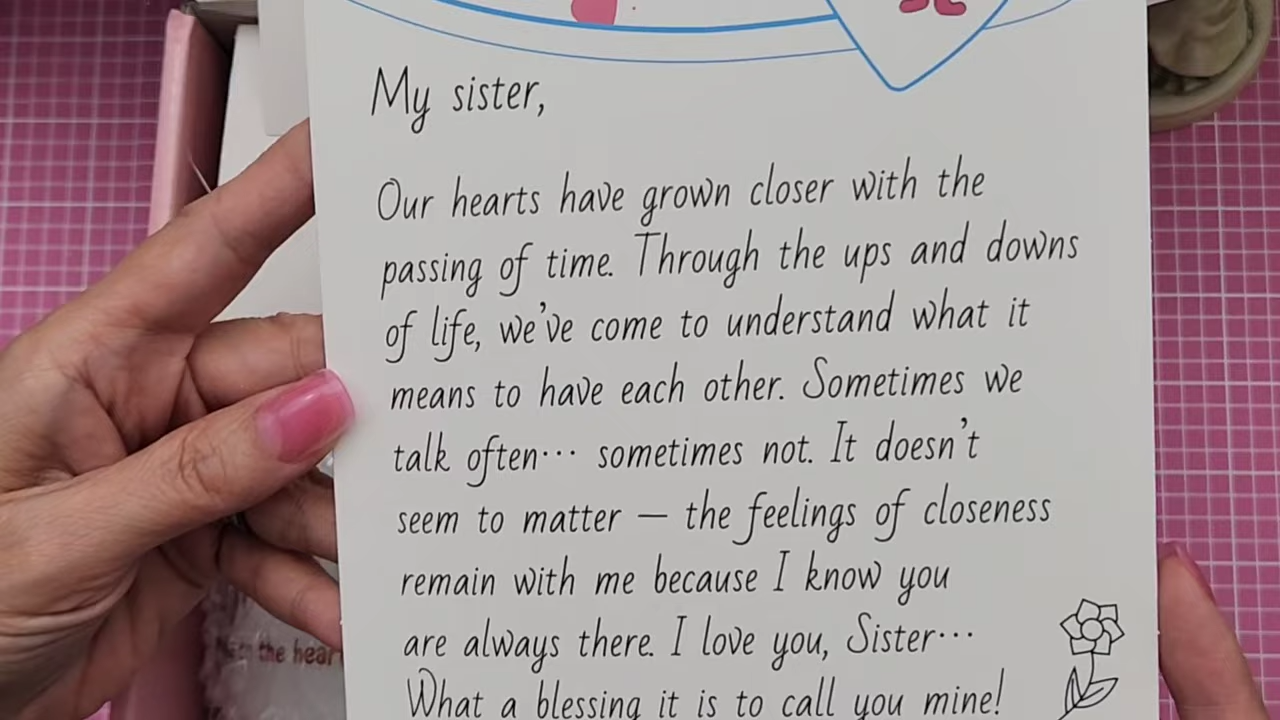 My sister,
Our hearts have grown closer with the
passing of time. Through the ups and downs
of life, we've come to understand what it
means to have each other. Sometimes we
talk often... sometimes not. It doesn't
seem to matter — the feelings of closeness
remain with me because I know you
are always there. I love you, Sister...
What a blessing it is to call you mine!
the hear